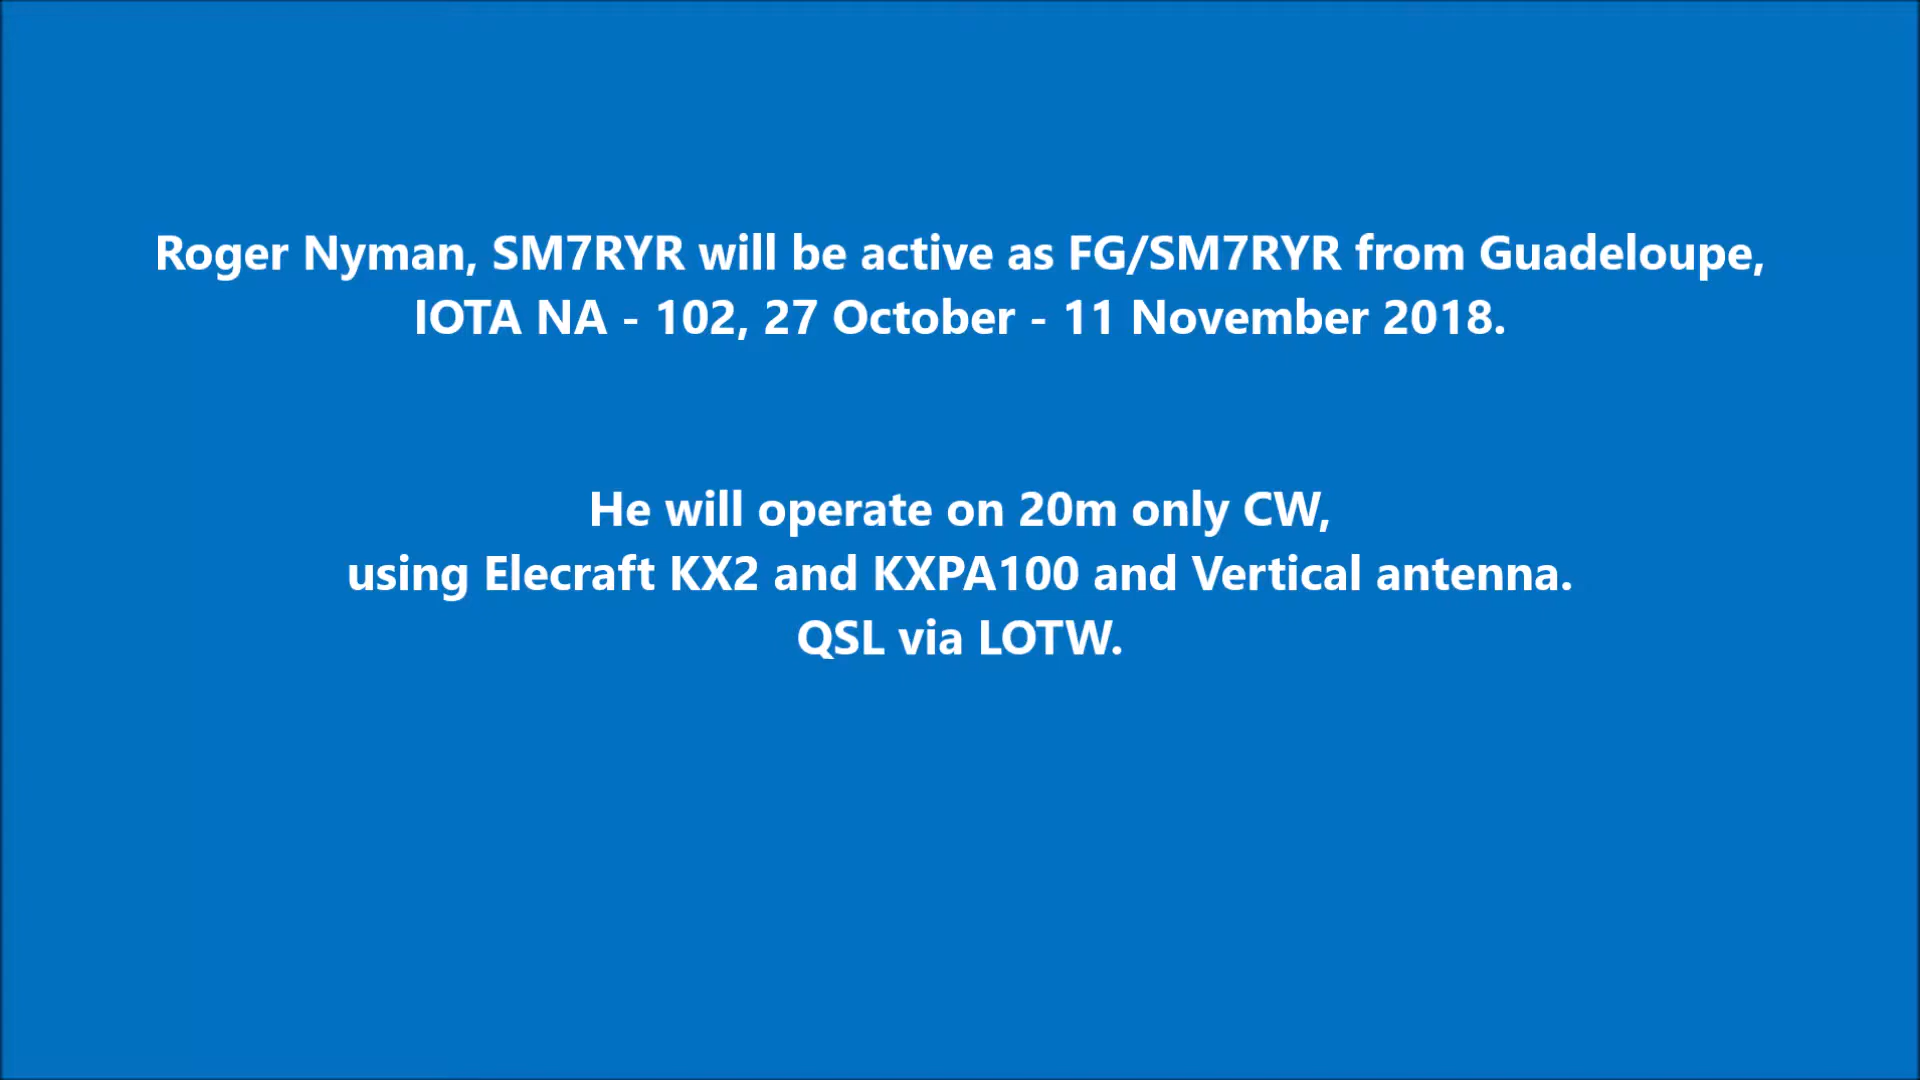 Roger Nyman, SM7RYR will be active as FG/SM7RYR from Guadeloupe,
IOTA NA - 102, 27 October - 11 November 2018.
He will operate on 20m only CW,
using Elecraft KX2 and KXPA100 and Vertical antenna.
QSL via LOTW.